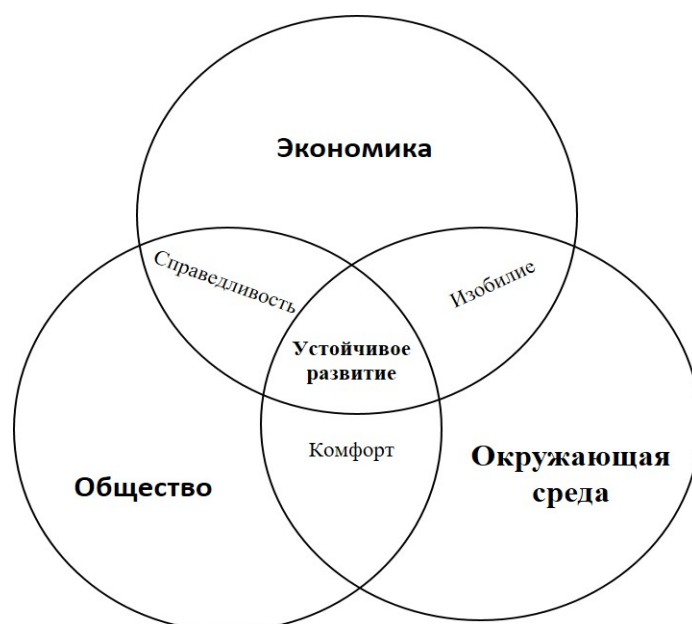 Экономика
Справедливость
Изобилие
Устойчивое
развитие
Комфорт
Окружающая
среда
Общество